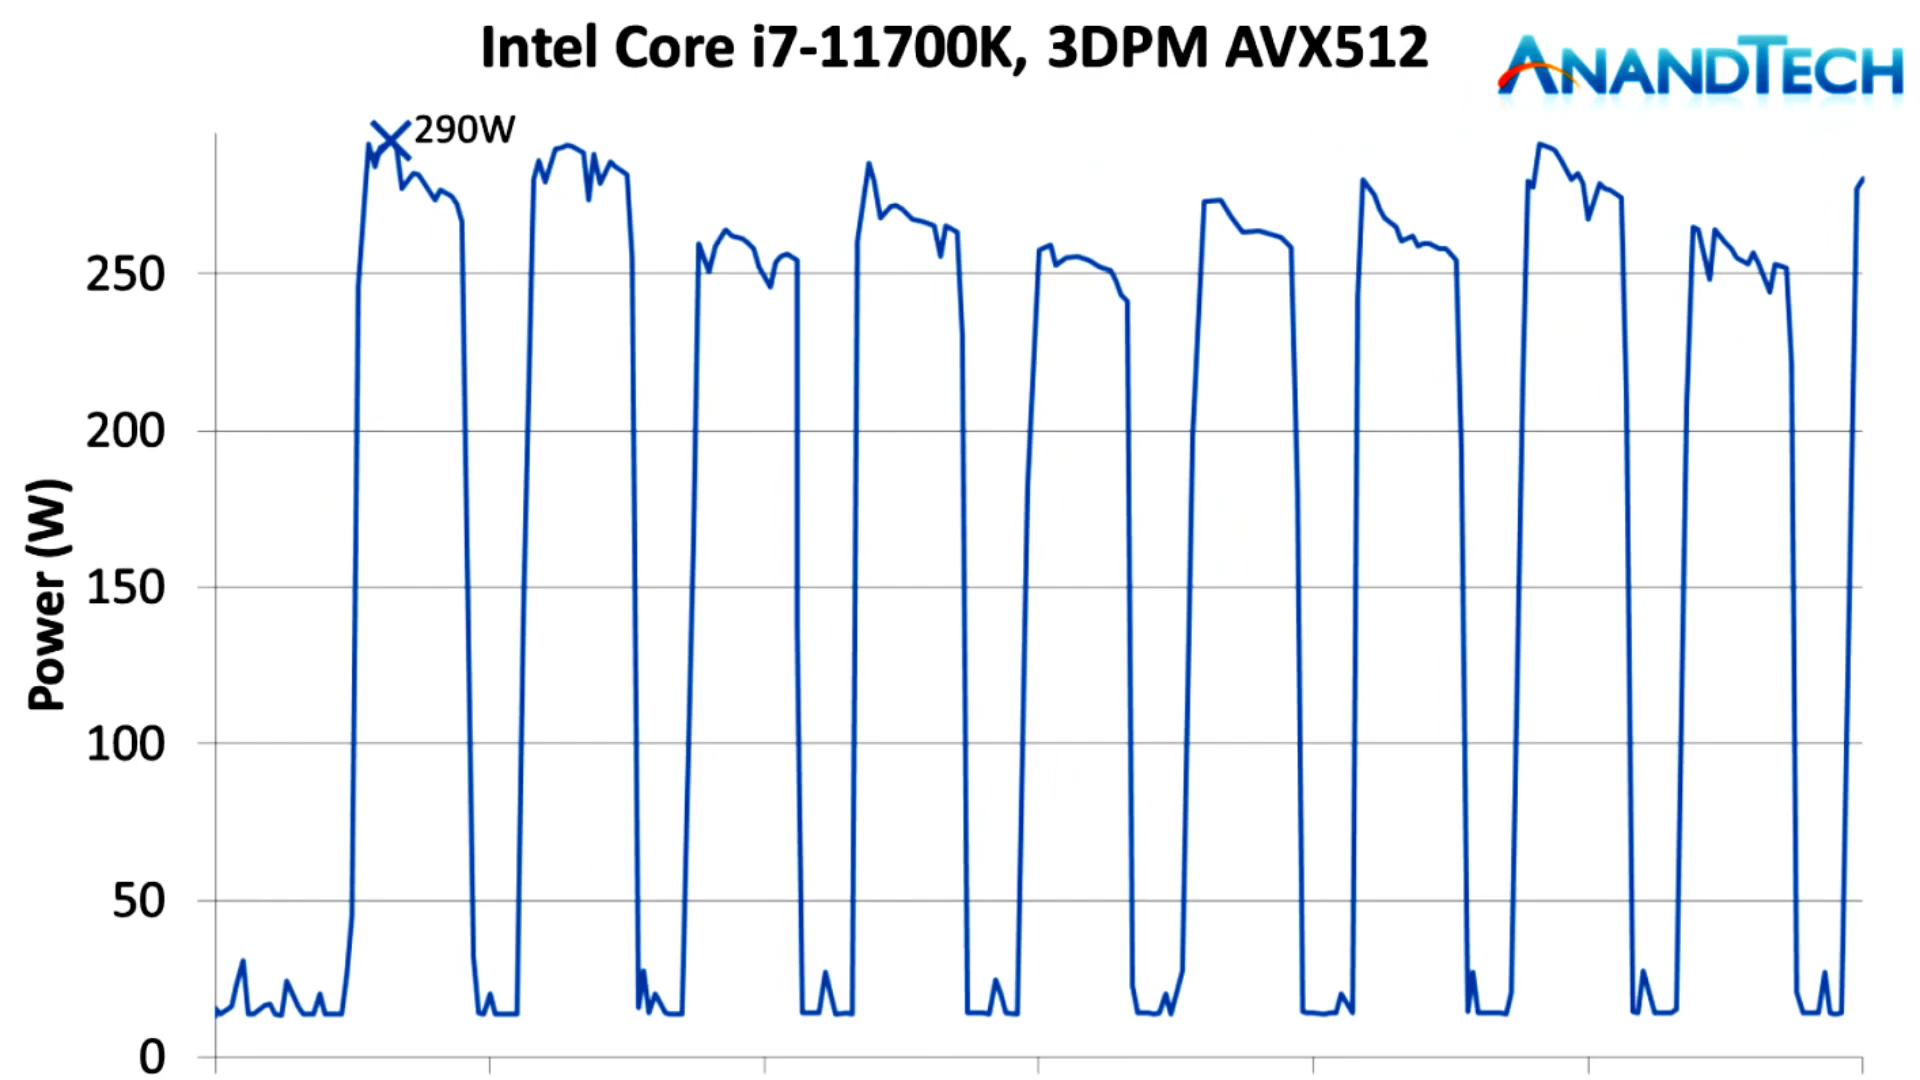 Intel Core i7-11700K, 3DPM AVX512
ANANDTECH
290W
250
200
150
100
50
0
Power (W)